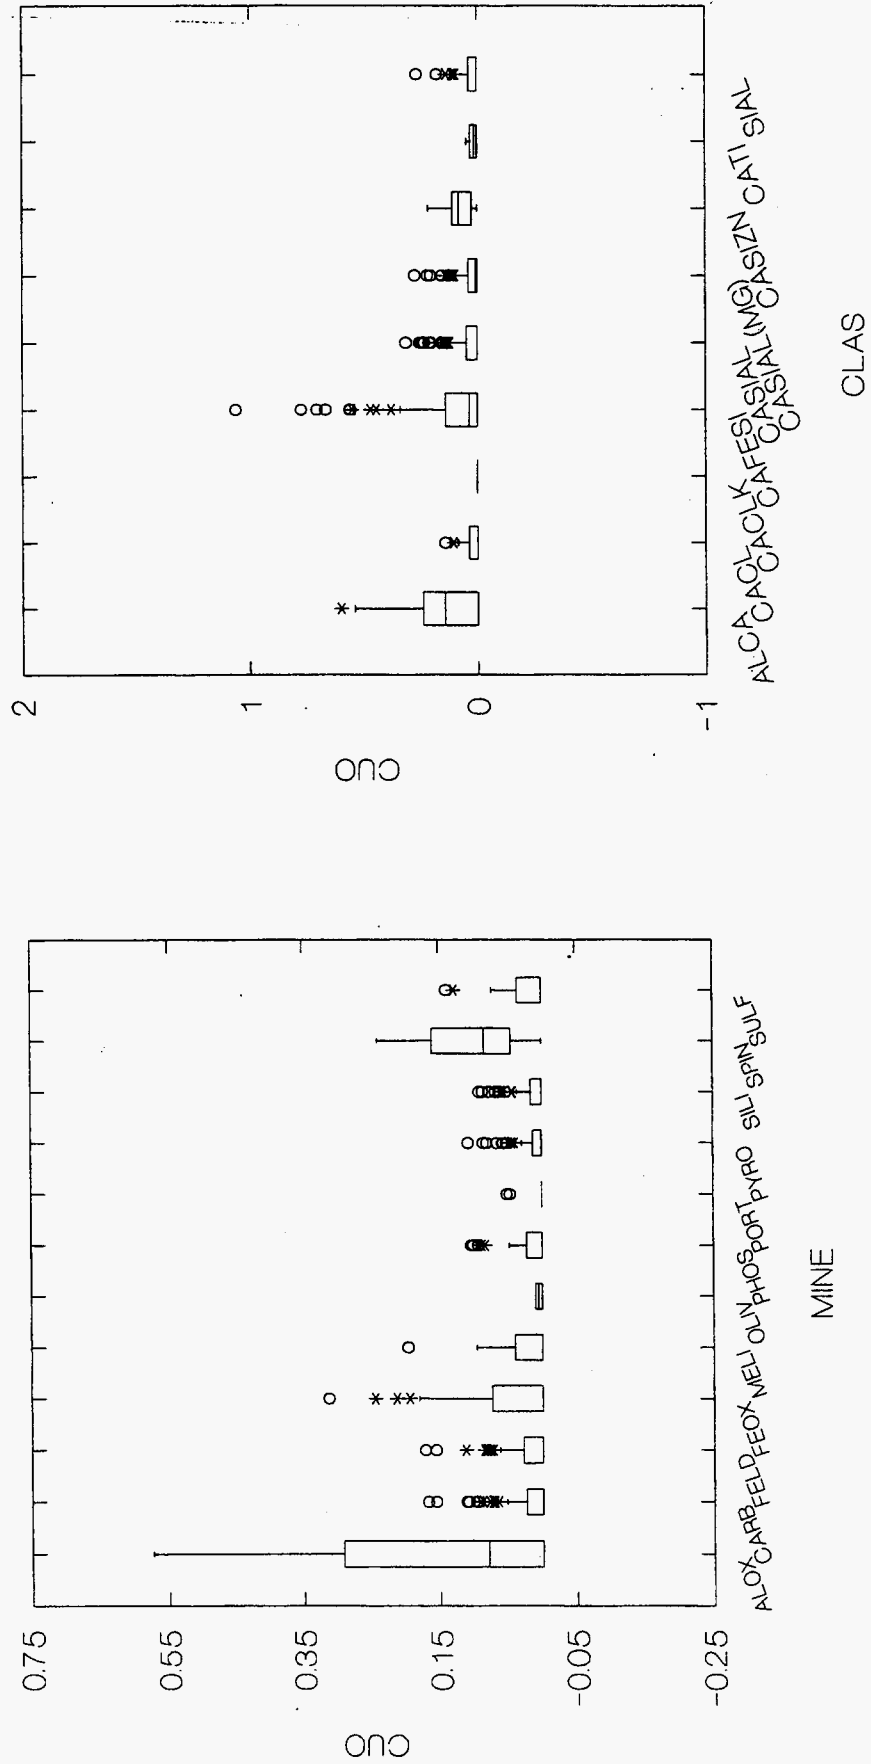 CUO
2
1
0
-1
ALCA
CACL
CACLK
CAFESI
CASIAL(MG)
CASIAL
CASIZN
CATI
SIAL
CLAS
CUO
0.75
0.55
0.35
0.15
-0.05
-0.25
ALOX
CARB
FELD
FEOX
MELI
OLIV
PHOS
PORT
PYRO
SILI
SPIN
SULF
MINE